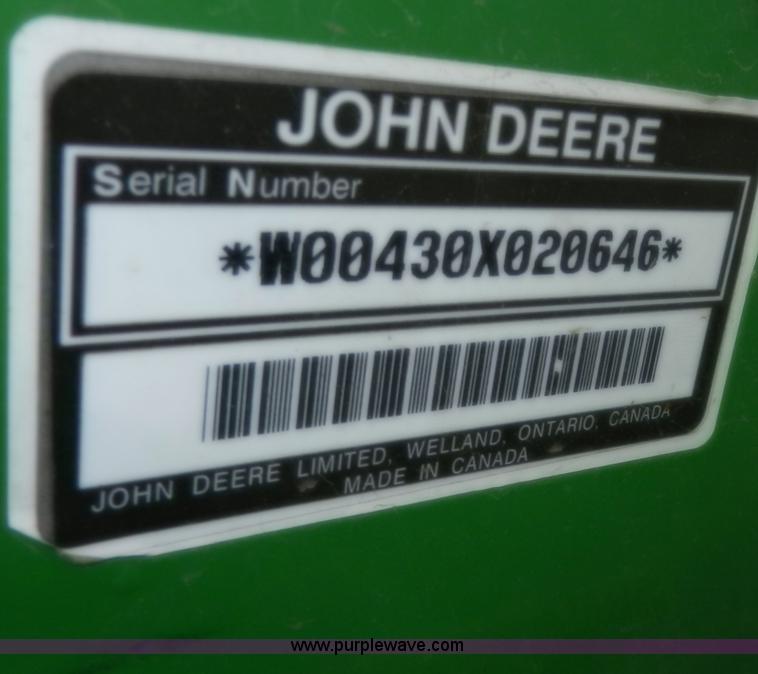 JOHN DEERE
Serial Number
*W00430X020646*
JOHN DEERE LIMITED, WELLAND, ONTARIO, CANADA
MADE IN CANADA
www.purplewave.com